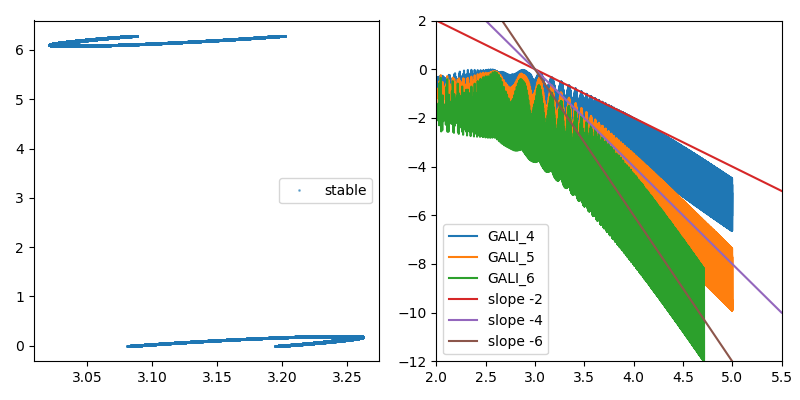 6
5
4
3
2
1
0
3.05 3.10 3.15 3.20 3.25
stable
2
0
−2
−4
−6
−8
−10
−12
2.0 2.5 3.0 3.5 4.0 4.5 5.0 5.5
GALI_4
GALI_5
GALI_6
slope -2
slope -4
slope -6